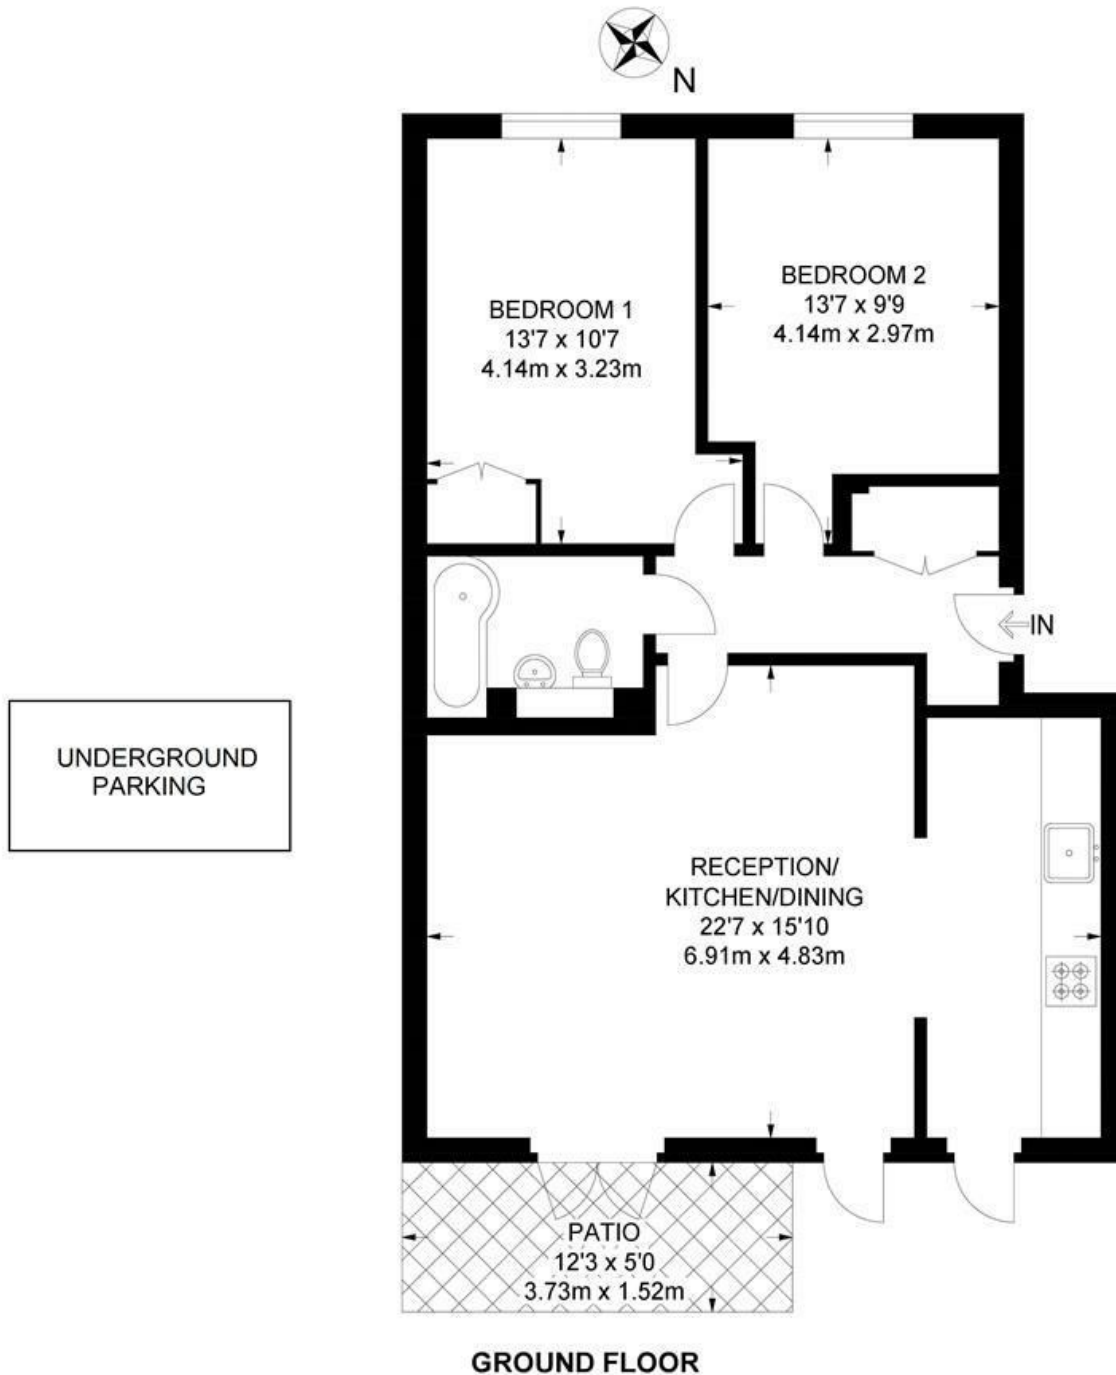 N
BEDROOM 1
13'7 x 10'7
4.14m x 3.23m
BEDROOM 2
13'7 x 9'9
4.14m x 2.97m
IN
UNDERGROUND
PARKING
RECEPTION/
KITCHEN/DINING
22'7 x 15'10
6.91m x 4.83m
PATIO
12'3 x 5'0
3.73m x 1.52m
GROUND FLOOR